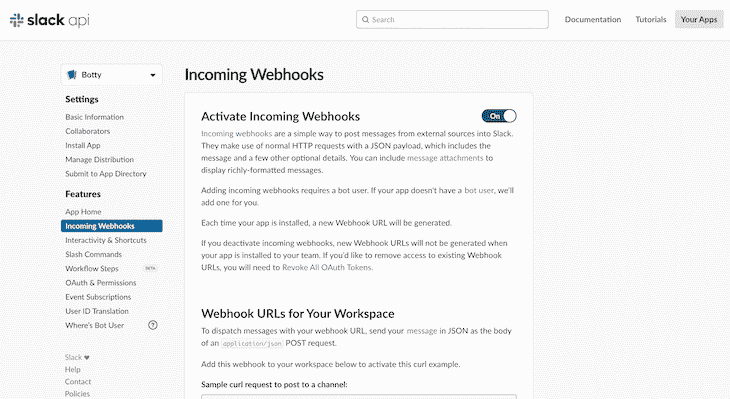 slack api
Search
Documentation
Tutorials
Your Apps
Botty
Settings
Basic Information
Collaborators
Install App
Manage Distribution
Submit to App Directory
Features
App Home
Incoming Webhooks
Interactivity & Shortcuts
Slash Commands
Workflow Steps
BETA
OAuth & Permissions
Event Subscriptions
User ID Translation
Where's Bot User
?
Slack ♥
Help
Contact
Policies
Incoming Webhooks
Activate Incoming Webhooks
On
Incoming webhooks are a simple way to post messages from external sources into Slack.
They make use of normal HTTP requests with a JSON payload, which includes the
message and a few other optional details. You can include message attachments to
display richly-formatted messages.
Adding incoming webhooks requires a bot user. If your app doesn't have a bot user, we'll
add one for you.
Each time your app is installed, a new Webhook URL will be generated.
If you deactivate incoming webhooks, new Webhook URLs will not be generated when
your app is installed to your team. If you'd like to remove access to existing Webhook
URLs, you will need to Revoke All OAuth Tokens.
Webhook URLs for Your Workspace
To dispatch messages with your webhook URL, send your message in JSON as the body
of an application/json POST request.
Add this webhook to your workspace below to activate this curl example.
Sample curl request to post to a channel: